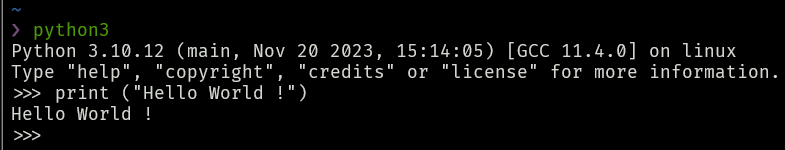 ~
❯ python3
Python 3.10.12 (main, Nov 20 2023, 15:14:05) [GCC 11.4.0] on linux
Type "help", "copyright", "credits" or "license" for more information.
>>> print ("Hello World !")
Hello World !
>>>